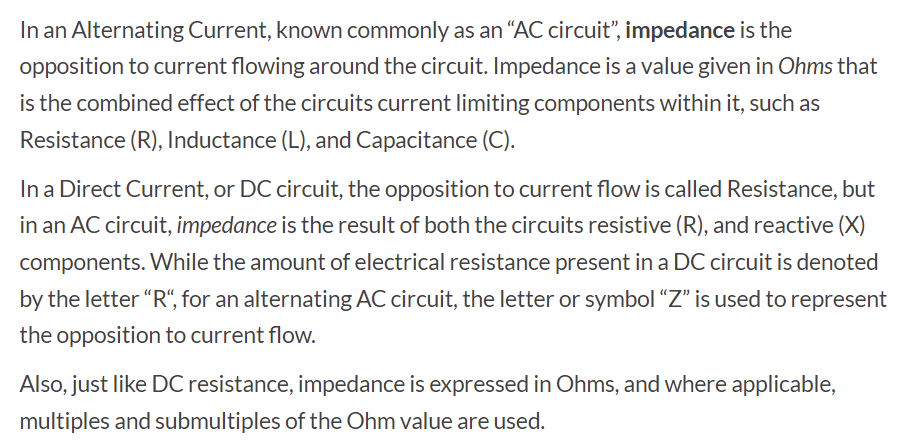 In an Alternating Current, known commonly as an “AC circuit”, impedance is the
opposition to current flowing around the circuit. Impedance is a value given in Ohms that
is the combined effect of the circuits current limiting components within it, such as
Resistance (R), Inductance (L), and Capacitance (C).
In a Direct Current, or DC circuit, the opposition to current flow is called Resistance, but
in an AC circuit, impedance is the result of both the circuits resistive (R), and reactive (X)
components. While the amount of electrical resistance present in a DC circuit is denoted
by the letter “R“, for an alternating AC circuit, the letter or symbol “Z” is used to represent
the opposition to current flow.
Also, just like DC resistance, impedance is expressed in Ohms, and where applicable,
multiples and submultiples of the Ohm value are used.